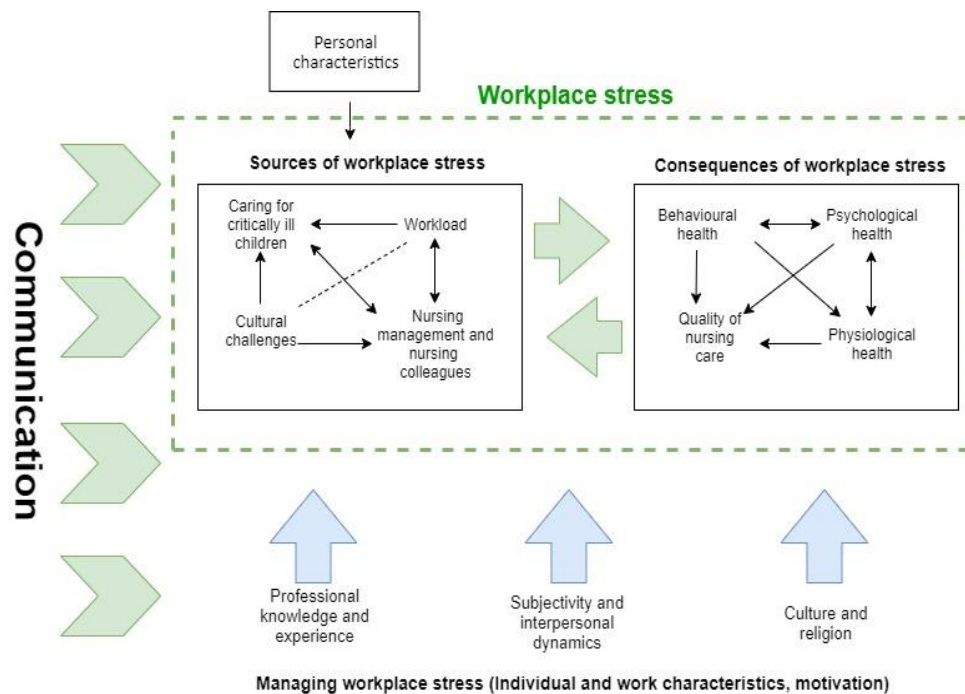 Personal
characteristics
Workplace stress
Sources of workplace stress
Consequences of workplace stress
Caring for
critically ill
children
Workload
Cultural
challenges
Nursing
management and
nursing
colleagues
Behavioural
health
Psychological
health
Quality of
nursing
care
Physiological
health
Communication
Professional
knowledge and
experience
Subjectivity and
interpersonal
dynamics
Culture and
religion
Managing workplace stress (Individual and work characteristics, motivation)